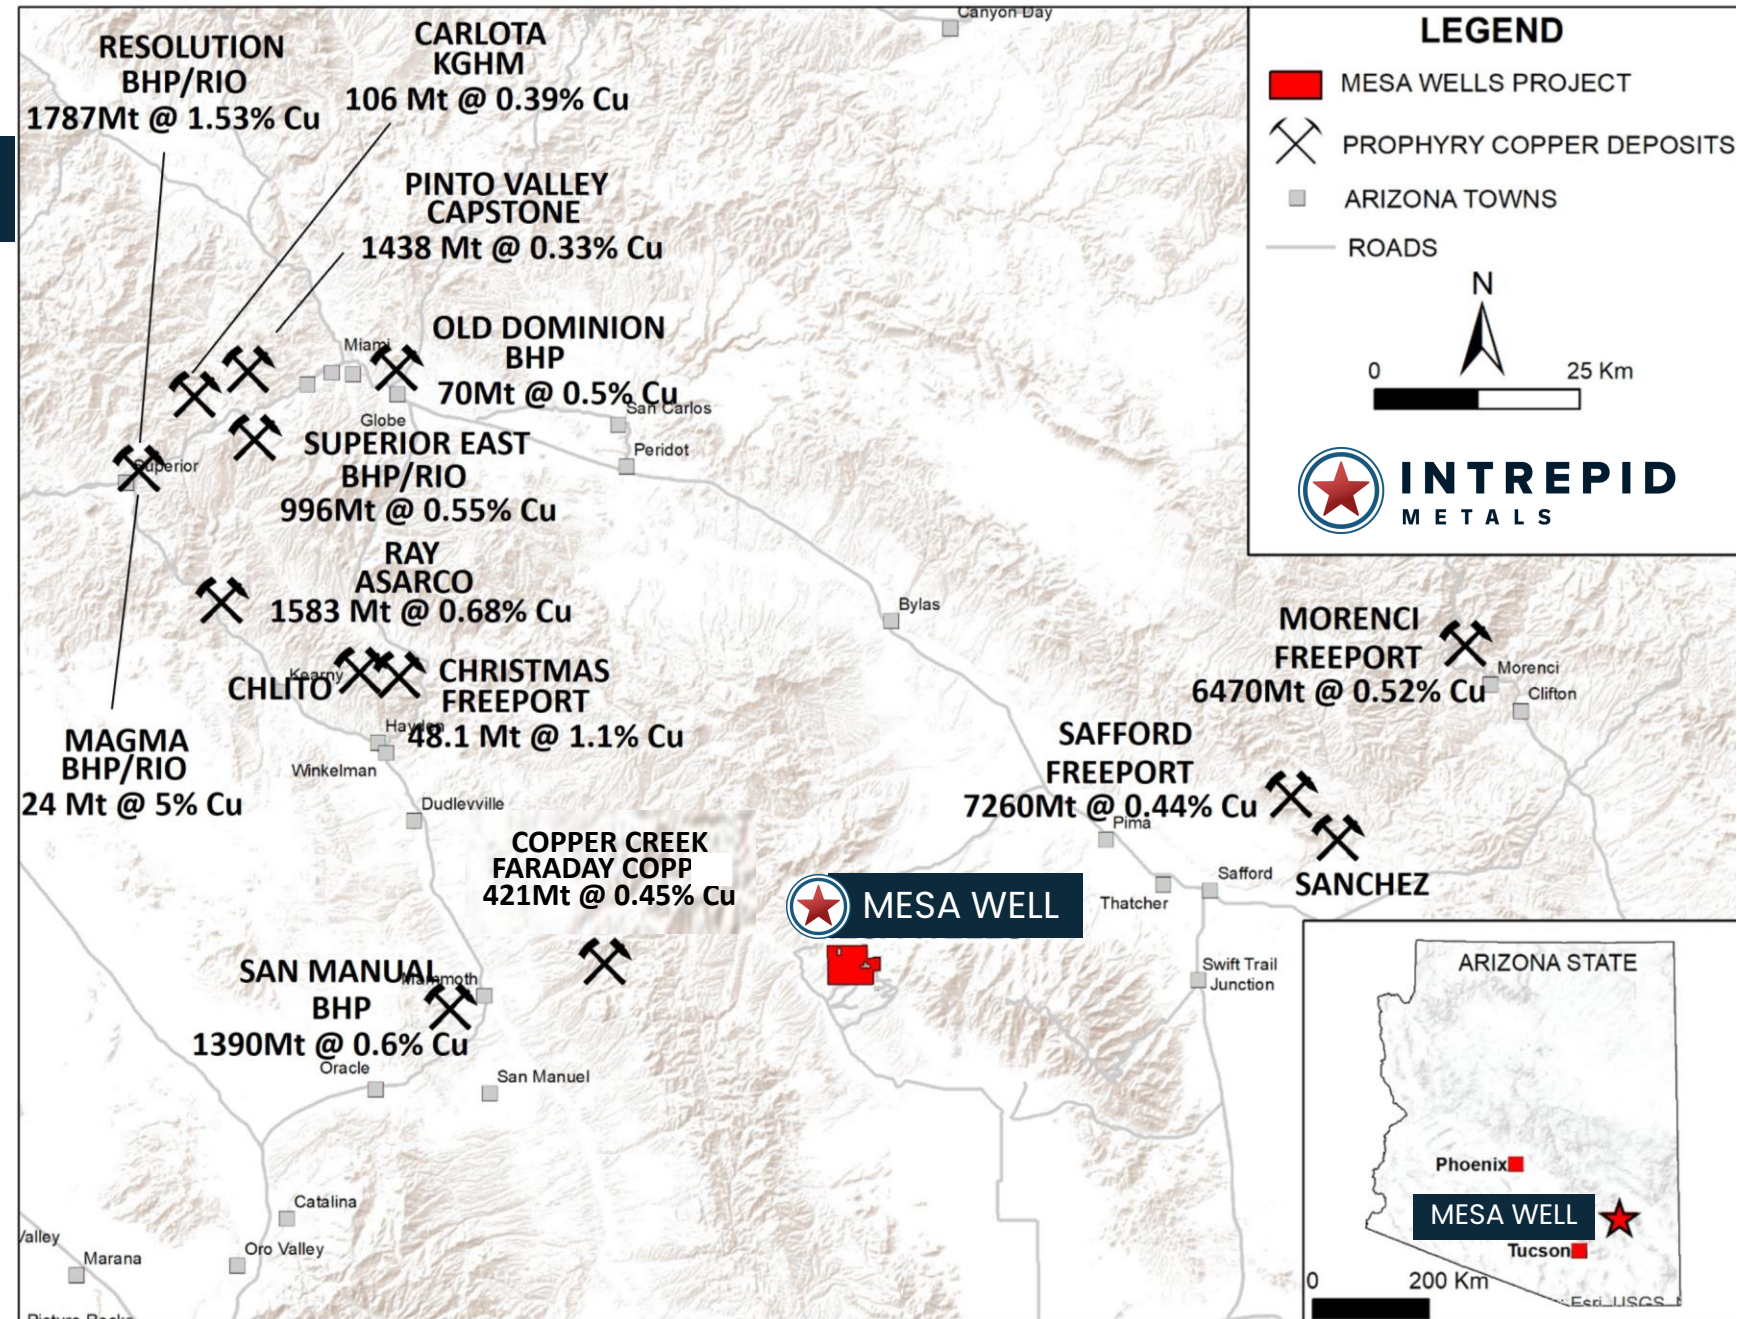 Canyon Day
RESOLUTION
BHP/RIO
1787Mt @ 1.53% Cu
CARLOTA
KGHM
106 Mt @ 0.39% Cu
PINTO VALLEY
CAPSTONE
1438 Mt @ 0.33% Cu
Miami
OLD DOMINION
BHP
70Mt @ 0.5% Cu
San Carlos
Globe
Peridot
Superior
SUPERIOR EAST
BHP/RIO
996Mt @ 0.55% Cu
RAY
ASARCO
1583 Mt @ 0.68% Cu
Bylas
Kearny
CHLITO
CHRISTMAS
FREEPORT
48.1 Mt @ 1.1% Cu
Hayden
Winkelman
MAGMA
BHP/RIO
24 Mt @ 5% Cu
Dudleyville
COPPER CREEK
FARADAY COPP
421Mt @ 0.45% Cu
MESA WELL
SAN MANUAL
BHP
1390Mt @ 0.6% Cu
Mammoth
Oracle
San Manuel
Catalina
Oro Valley
Valley
Marana
Picture Rocks
MORENCI
FREEPORT
6470Mt @ 0.52% Cu
Morenci
Clifton
SAFFORD
FREEPORT
7260Mt @ 0.44% Cu
Pima
SANCHEZ
Safford
Thatcher
Swift Trail
Junction
LEGEND
MESA WELLS PROJECT
PROPHYRY COPPER DEPOSITS
ARIZONA TOWNS
ROADS
N
0 25 Km
INTREPID
METALS
ARIZONA STATE
Phoenix
MESA WELL
Tucson
0 200 Km
Esri, USGS